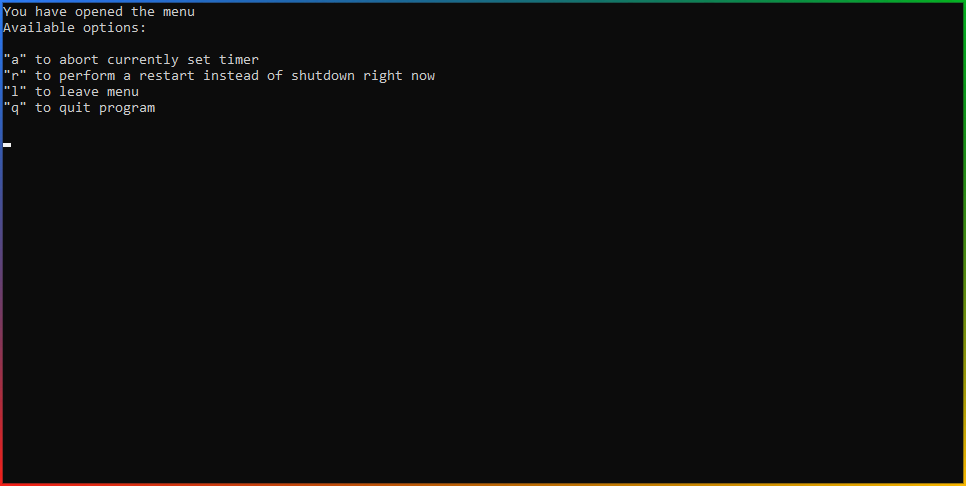 You have opened the menu
Available options:
"a" to abort currently set timer
"r" to perform a restart instead of shutdown right now
"l" to leave menu
"q" to quit program